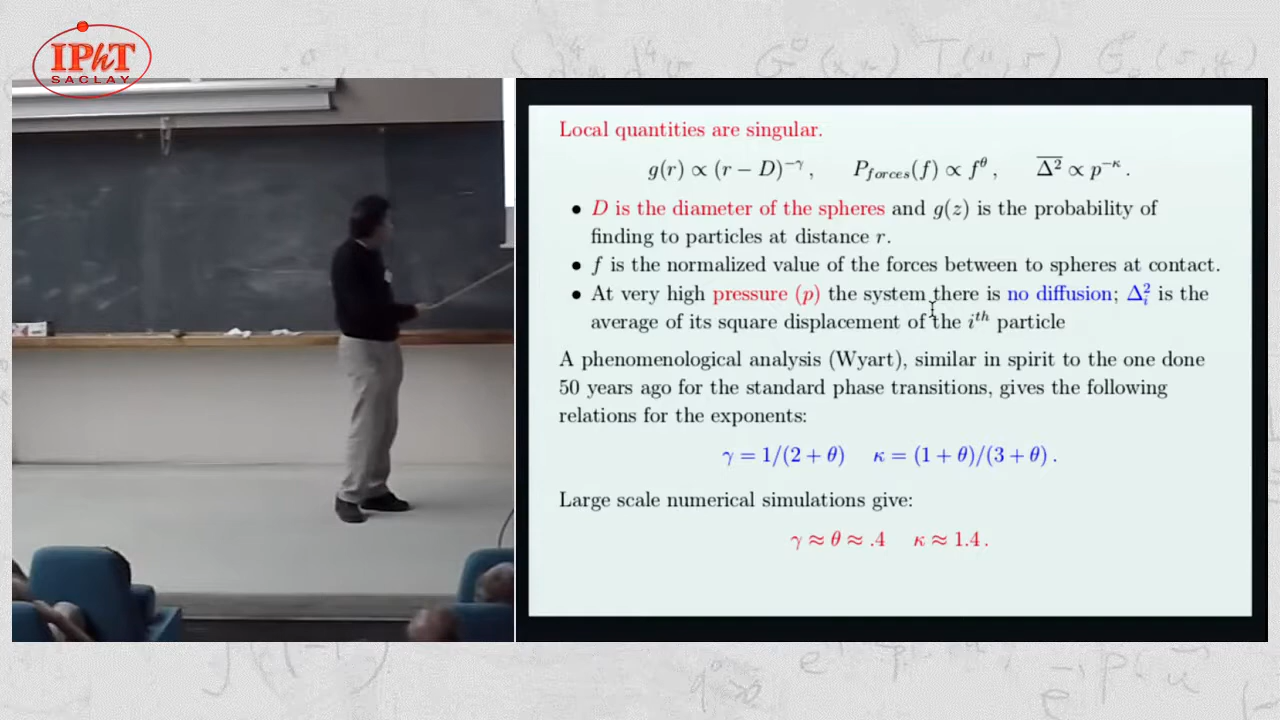 IPhT
SACLAY
Local quantities are singular.
g(r) ∝ (r − D)^{−γ} , P_{forces}(f) ∝ f^θ , \overline{Δ^2} ∝ p^{−κ} .
• D is the diameter of the spheres and g(z) is the probability of
finding to particles at distance r.
• f is the normalized value of the forces between to spheres at contact.
• At very high pressure (p) the system there is no diffusion; Δ_i^2 is the
average of its square displacement of the i^{th} particle
A phenomenological analysis (Wyart), similar in spirit to the one done
50 years ago for the standard phase transitions, gives the following
relations for the exponents:
γ = 1/(2 + θ) κ = (1 + θ)/(3 + θ) .
Large scale numerical simulations give:
γ ≈ θ ≈ .4 κ ≈ 1.4 .